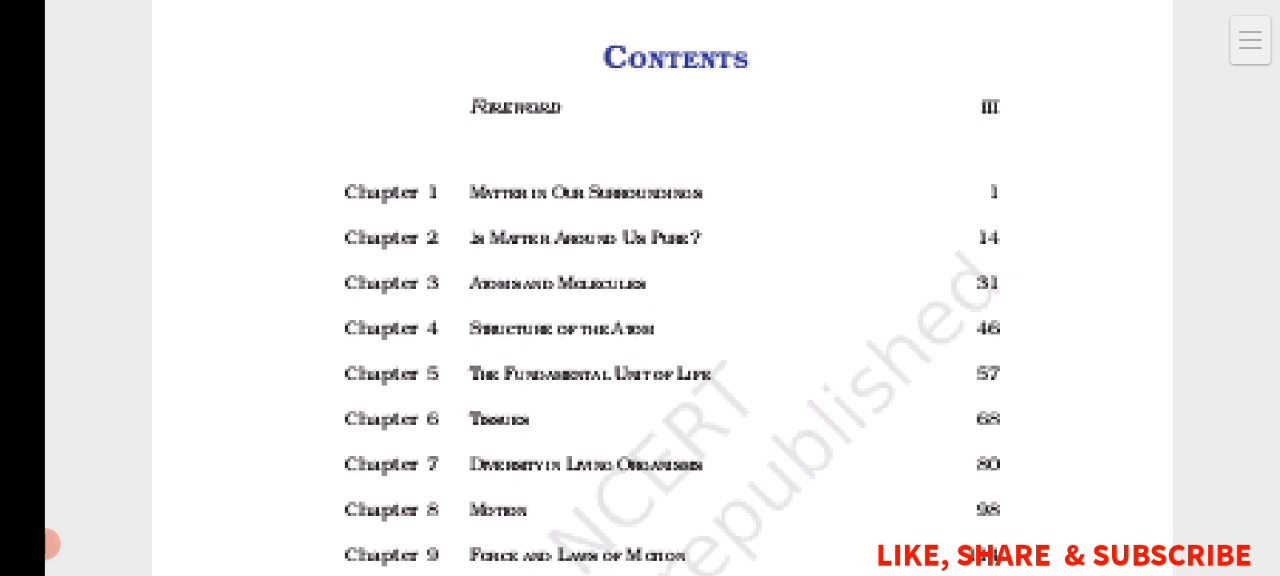 CONTENTS
FOREWORD III
Chapter 1 MATTER IN OUR SURROUNDINGS 1
Chapter 2 IS MATTER AROUND US PURE? 14
Chapter 3 ATOMS AND MOLECULES 31
Chapter 4 STRUCTURE OF THE ATOM 46
Chapter 5 THE FUNDAMENTAL UNIT OF LIFE 57
Chapter 6 TISSUES 68
Chapter 7 DIVERSITY IN LIVING ORGANISMS 80
Chapter 8 MOTION 98
Chapter 9 FORCE AND LAWS OF MOTION
NCERT
republished
LIKE, SHARE & SUBSCRIBE